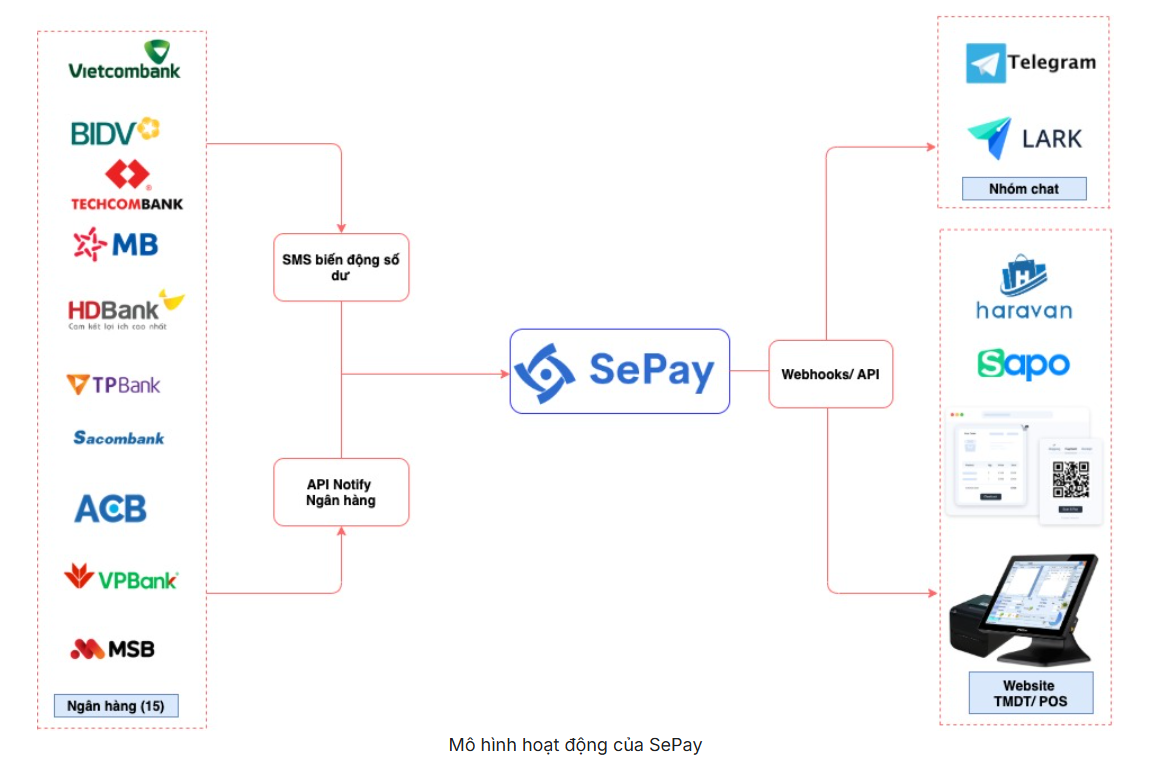 Vietcombank
BIDV
TECHCOMBANK
MB
HDBank
Cam kết lợi ích cao nhất
TPBank
Sacombank
ACB
VPBank
MSB
Ngân hàng (15)
SMS biến động số
dư
API Notify
Ngân hàng
SePay
Webhooks/ API
Telegram
LARK
Nhóm chat
haravan
Sapo
Website
TMDT/ POS
Mô hình hoạt động của SePay